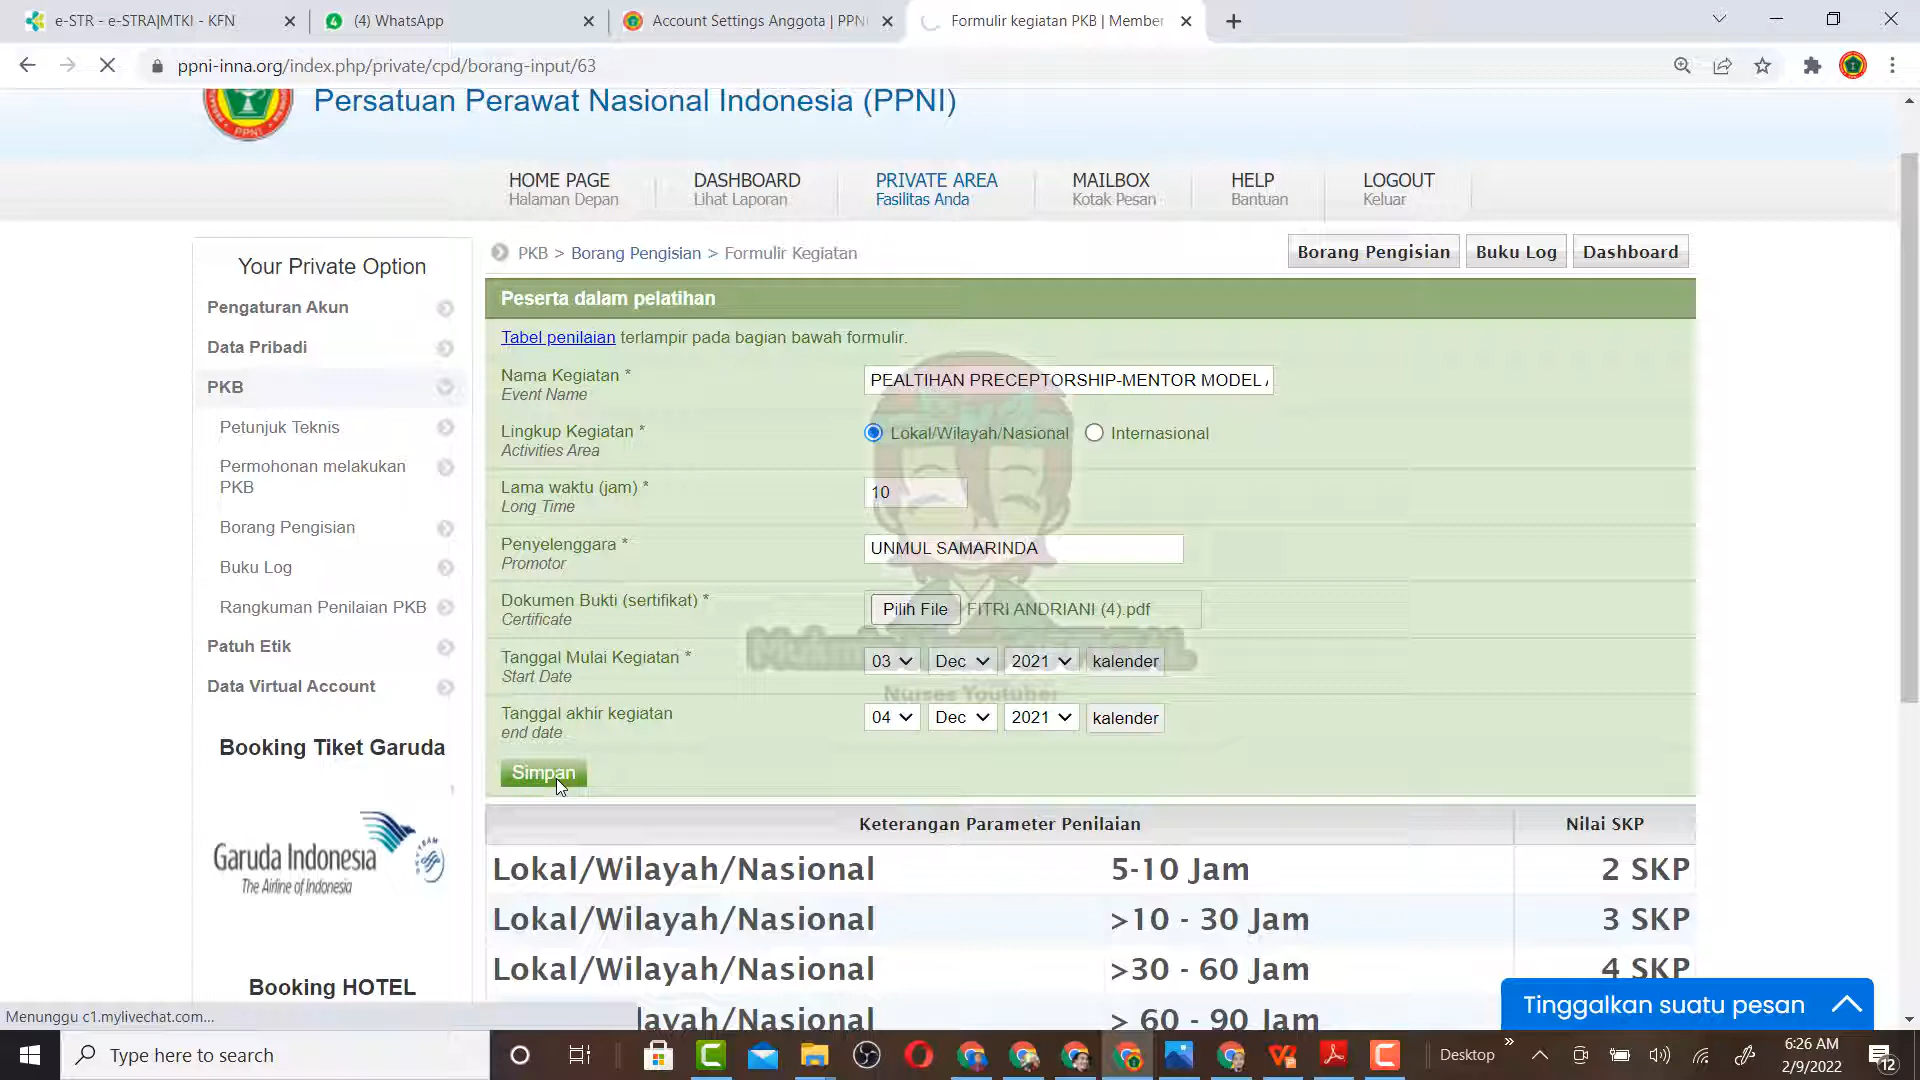 e-STR - e-STRA|MTKI - KFN
(4) WhatsApp
Account Settings Anggota | PPNI
Formulir kegiatan PKB | Member
ppni-inna.org/index.php/private/cpd/borang-input/63
Persatuan Perawat Nasional Indonesia (PPNI)
PPNI
HOME PAGE
Halaman Depan
DASHBOARD
Lihat Laporan
PRIVATE AREA
Fasilitas Anda
MAILBOX
Kotak Pesan
HELP
Bantuan
LOGOUT
Keluar
Your Private Option
Pengaturan Akun
Data Pribadi
PKB
Petunjuk Teknis
Permohonan melakukan
PKB
Borang Pengisian
Buku Log
Rangkuman Penilaian PKB
Patuh Etik
Data Virtual Account
Booking Tiket Garuda
Garuda Indonesia
The Airline of Indonesia
Booking HOTEL
PKB > Borang Pengisian > Formulir Kegiatan
Borang Pengisian
Buku Log
Dashboard
Peserta dalam pelatihan
Tabel penilaian terlampir pada bagian bawah formulir.
Nama Kegiatan *
Event Name
PEALTIHAN PRECEPTORSHIP-MENTOR MODEL
Lingkup Kegiatan *
Activities Area
Lokal/Wilayah/Nasional
Internasional
Lama waktu (jam) *
Long Time
10
Penyelenggara *
Promotor
UNMUL SAMARINDA
Dokumen Bukti (sertifikat) *
Certificate
Pilih File
FITRI ANDRIANI (4).pdf
Tanggal Mulai Kegiatan *
Start Date
03
Dec
2021
kalender
Nurses Youtuber
Tanggal akhir kegiatan
end date
04
Dec
2021
kalender
Simpan
Keterangan Parameter Penilaian
Nilai SKP
Lokal/Wilayah/Nasional
5-10 Jam
2 SKP
Lokal/Wilayah/Nasional
>10 - 30 Jam
3 SKP
Lokal/Wilayah/Nasional
>30 - 60 Jam
4 SKP
layah/Nasional
> 60 - 90 Jam
Tinggalkan suatu pesan
Menunggu c1.mylivechat.com...
Type here to search
Desktop
6:26 AM
2/9/2022
12